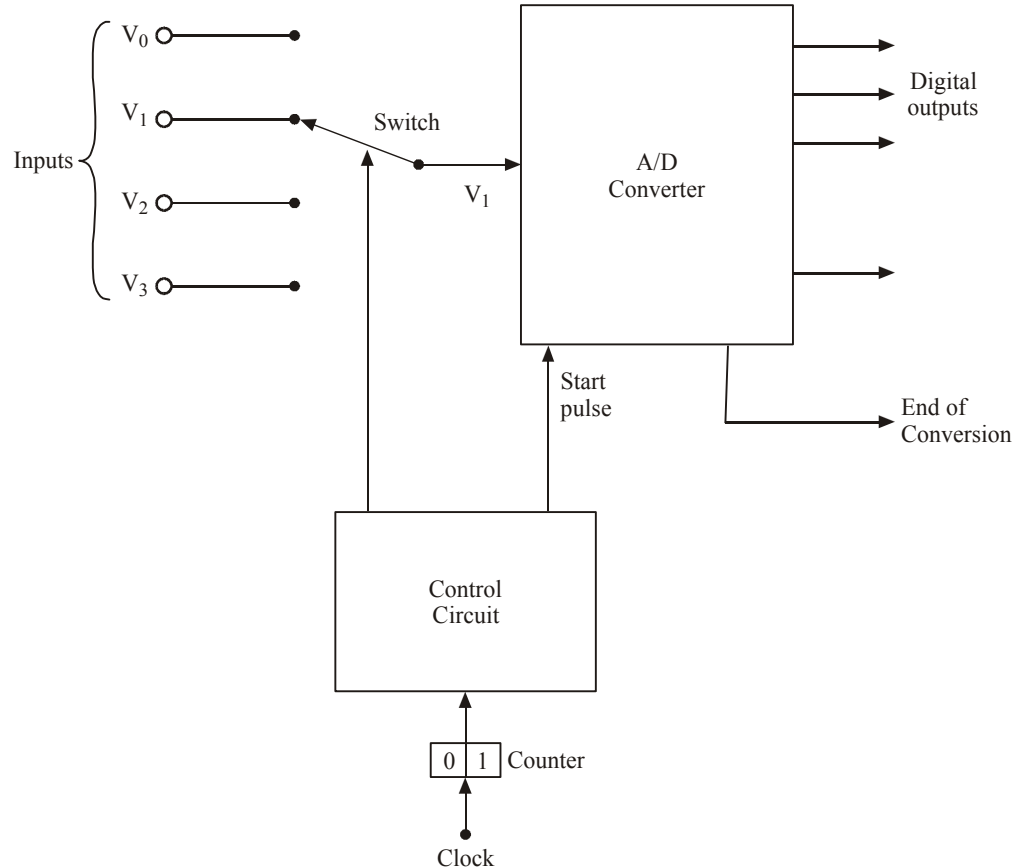 V0
V1
Inputs
V2
V3
Switch
V1
A/D
Converter
Digital
outputs
Start
pulse
End of
Conversion
Control
Circuit
0 1 Counter
Clock